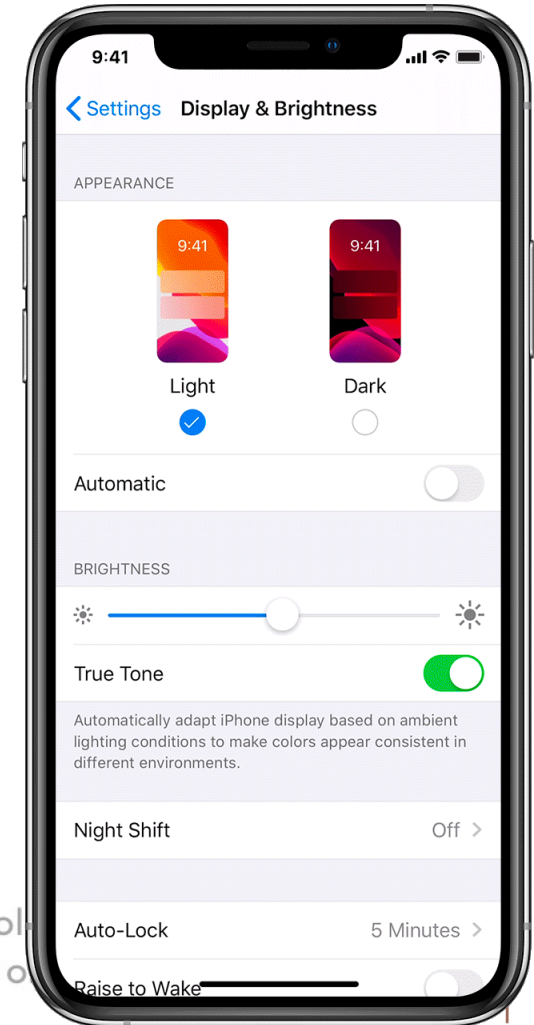 9:41
Settings Display & Brightness
APPEARANCE
9:41 9:41
Light Dark
Automatic
BRIGHTNESS
True Tone
Automatically adapt iPhone display based on ambient
lighting conditions to make colors appear consistent in
different environments.
Night Shift Off
Auto-Lock 5 Minutes
Raise to Wake